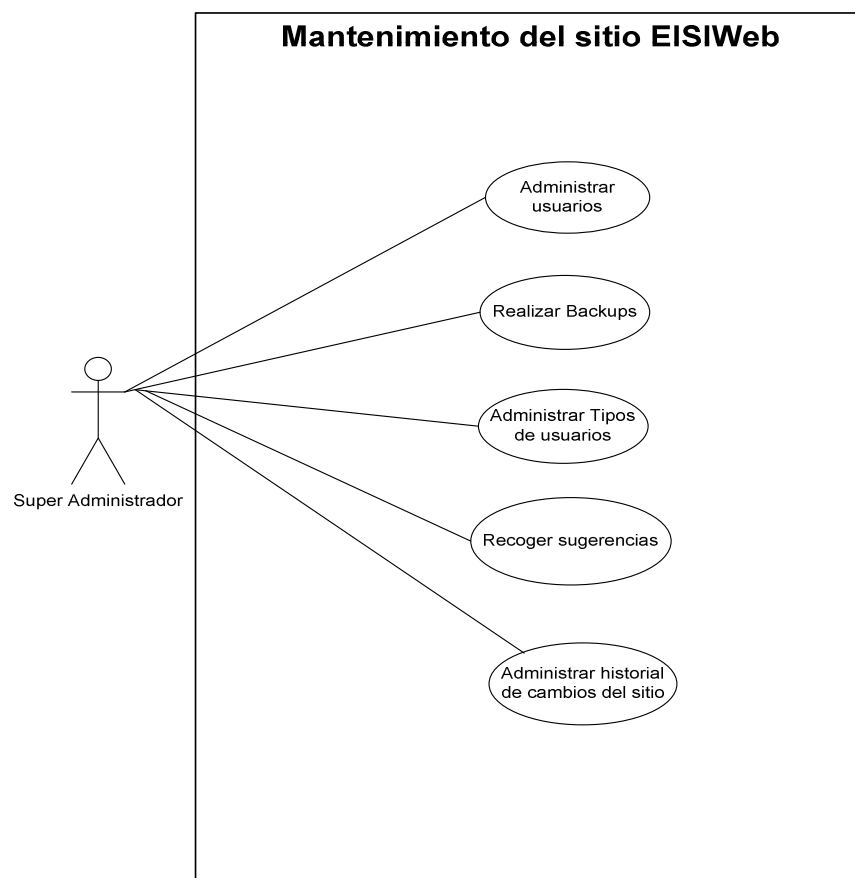 Mantenimiento del sitio EISIWeb
Administrar
usuarios
Realizar Backups
Administrar Tipos
de usuarios
Super Administrador
Recoger sugerencias
Administrar historial
de cambios del sitio